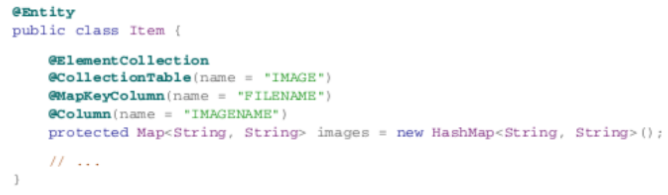 @Entity
public class Item {
@ElementCollection
@CollectionTable(name = "IMAGE")
@MapKeyColumn(name = "FILENAME")
@Column(name = "IMAGENAME")
protected Map<String, String> images = new HashMap<String, String>();
// ...
}